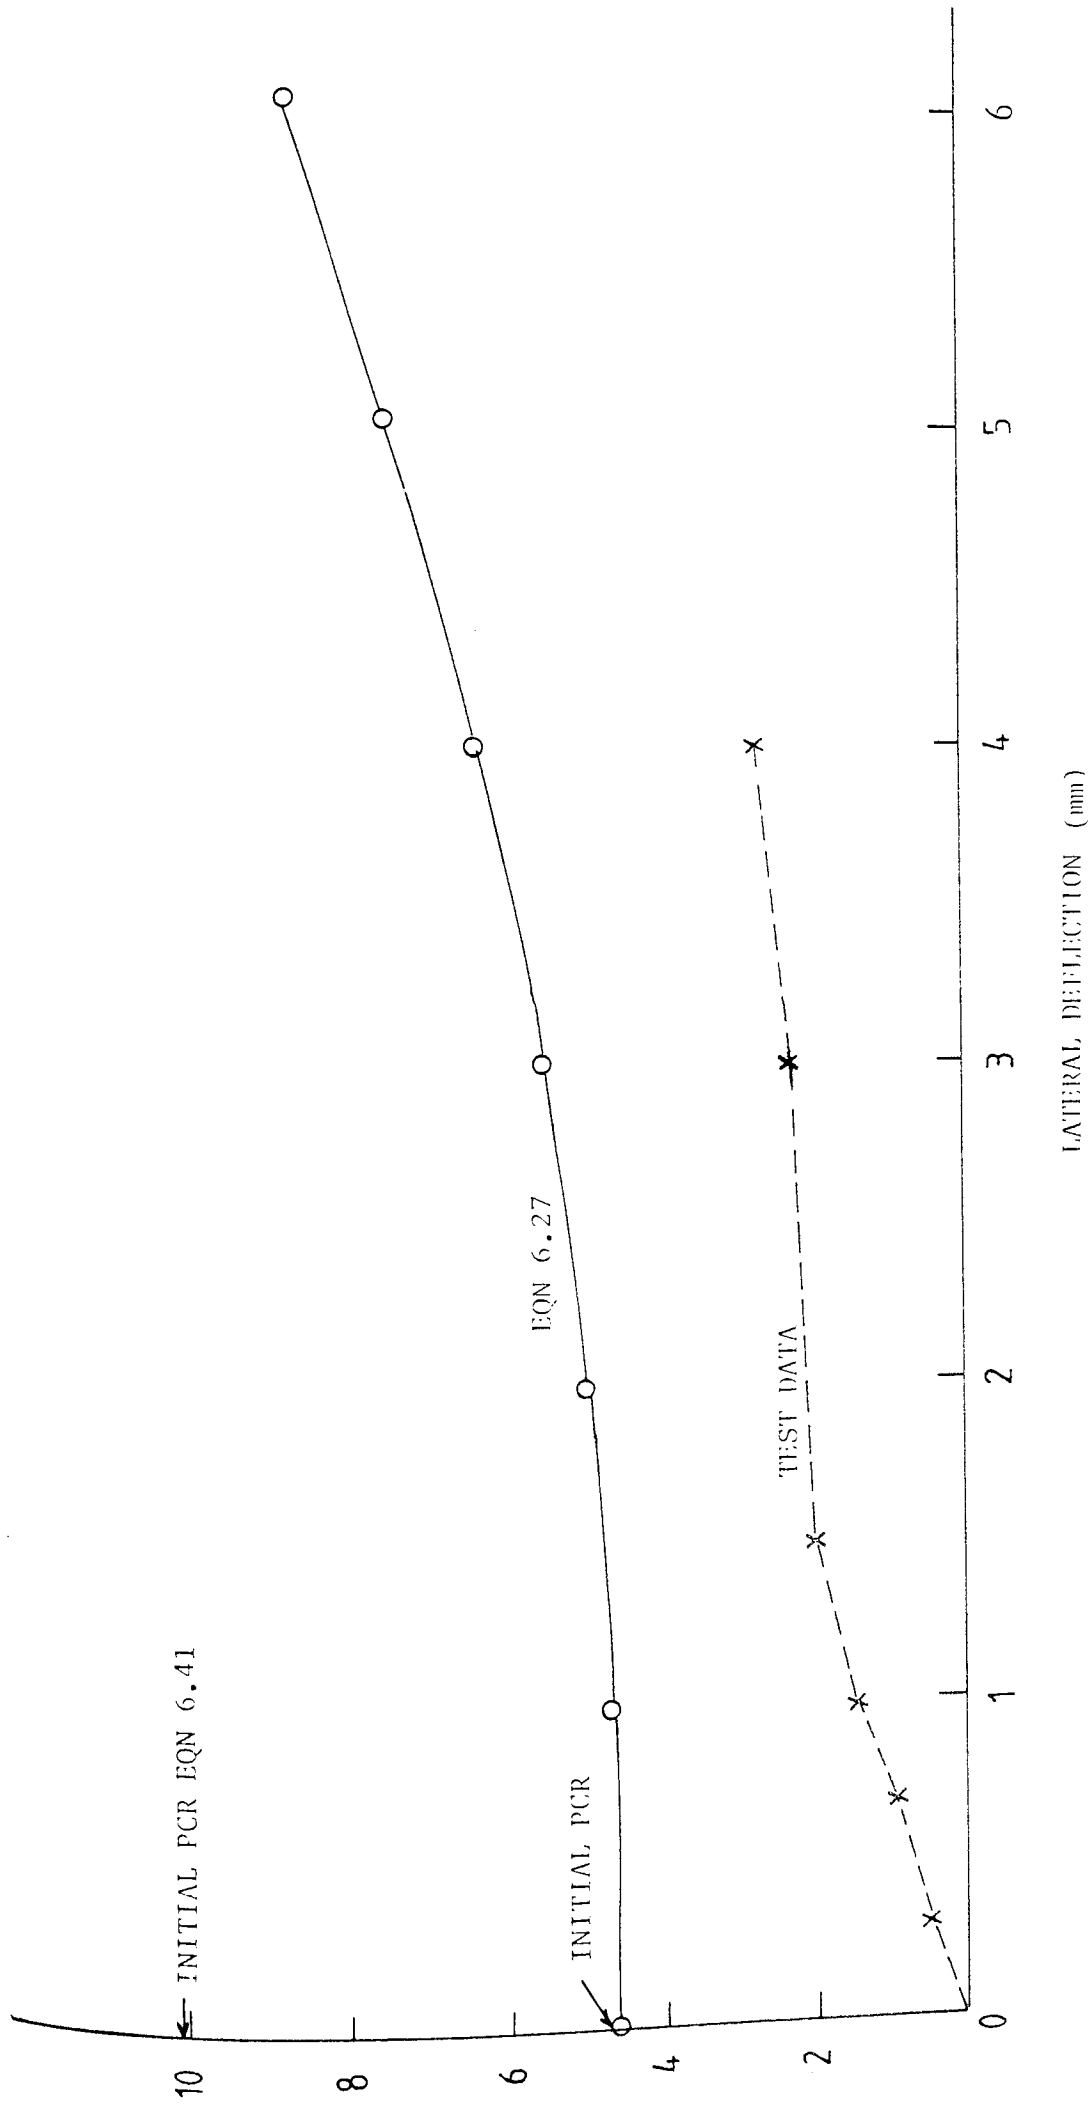 INITIAL PCR EQN 6.41
10
8
6
4
2
0
INITIAL PCR
EQN 6.27
TEST DATA
1
2
3
4
5
6
LATERAL DEFLECTION (mm)